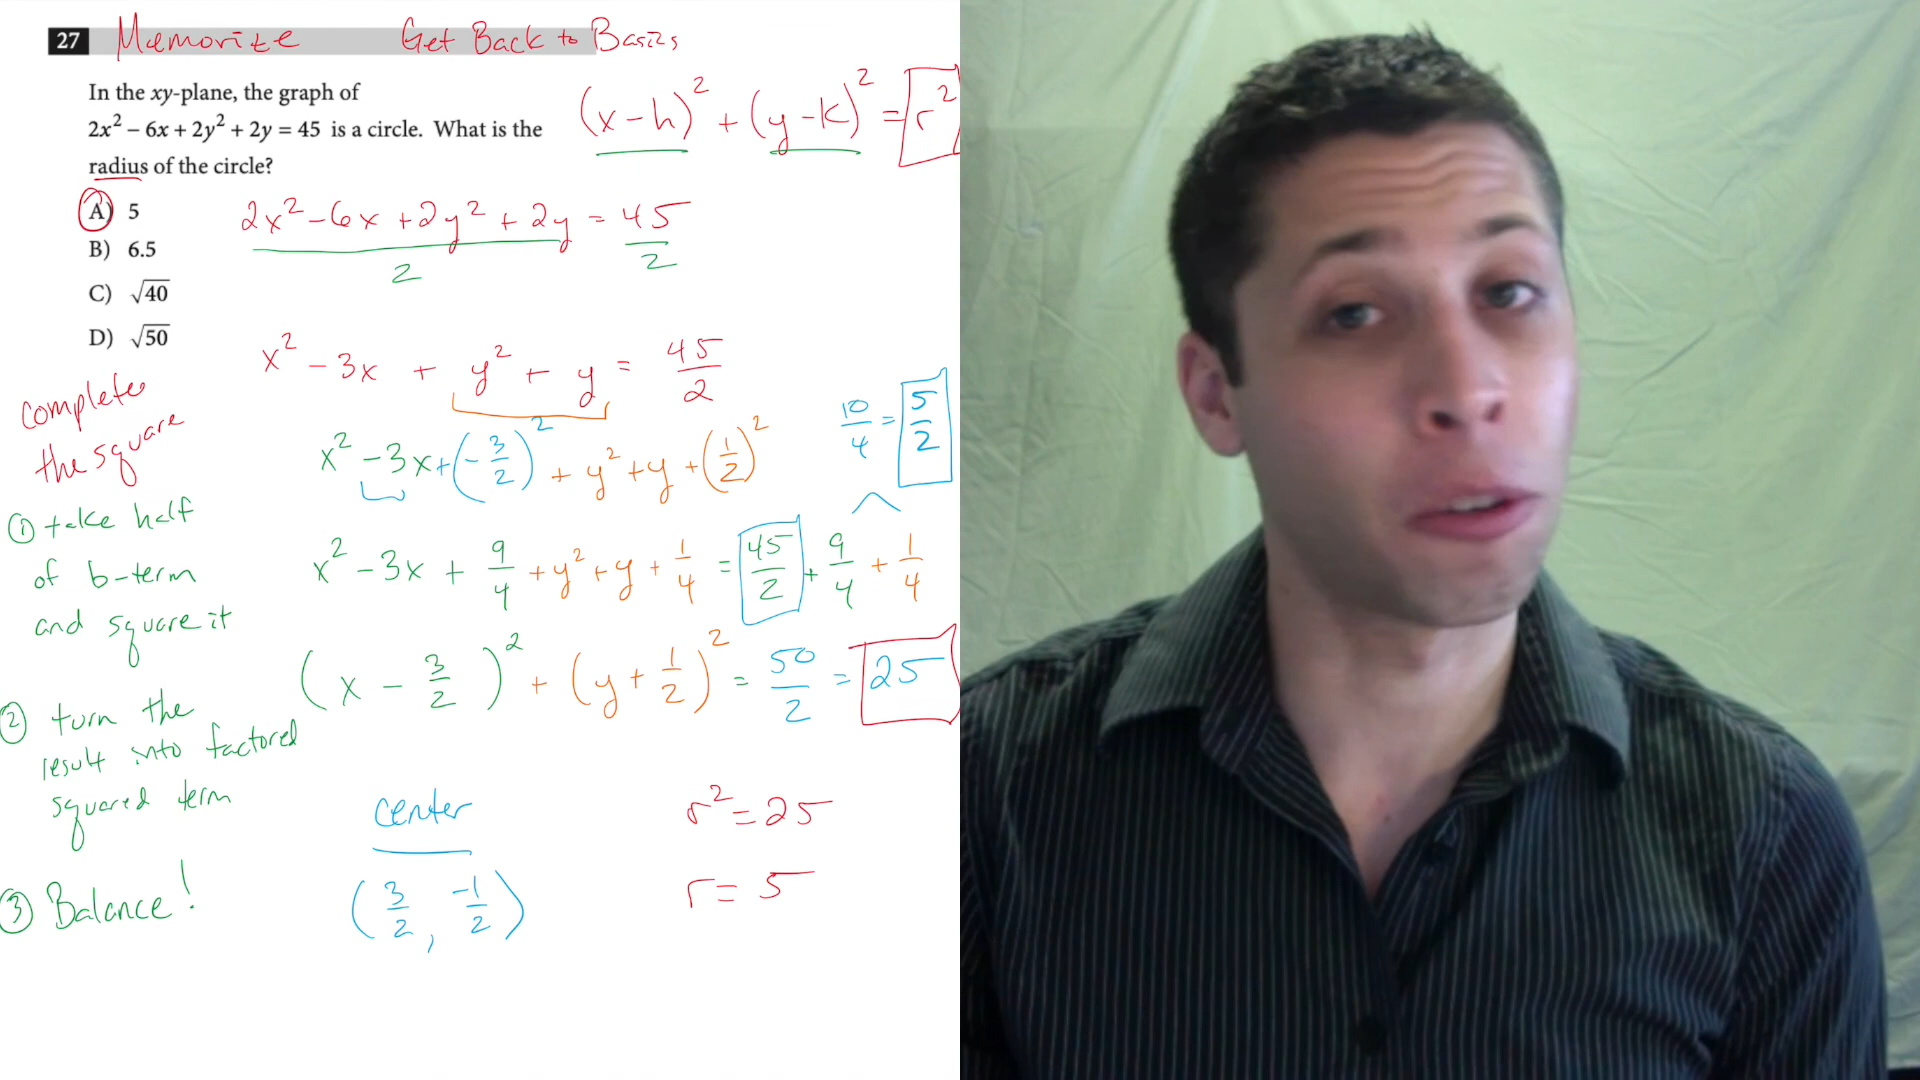 27 Memorize Get Back to Basics
In the xy-plane, the graph of
2x² – 6x + 2y² + 2y = 45 is a circle. What is the
radius of the circle?
(x-h)² + (y-k)² = r²
A) 5
B) 6.5
C) √40
D) √50
2x² - 6x + 2y² + 2y = 45
2 2
x² - 3x + y² + y = 45/2
complete
the square
10/4 = 5/2
x² - 3x + (-3/2)² + y² + y + (1/2)²
① take half
of b-term
and square it
x² - 3x + 9/4 + y² + y + 1/4 = 45/2 + 9/4 + 1/4
(x - 3/2)² + (y + 1/2)² = 50/2 = 25
② turn the
result into factored
squared term
center
(3/2, -1/2)
r² = 25
r = 5
③ Balance!